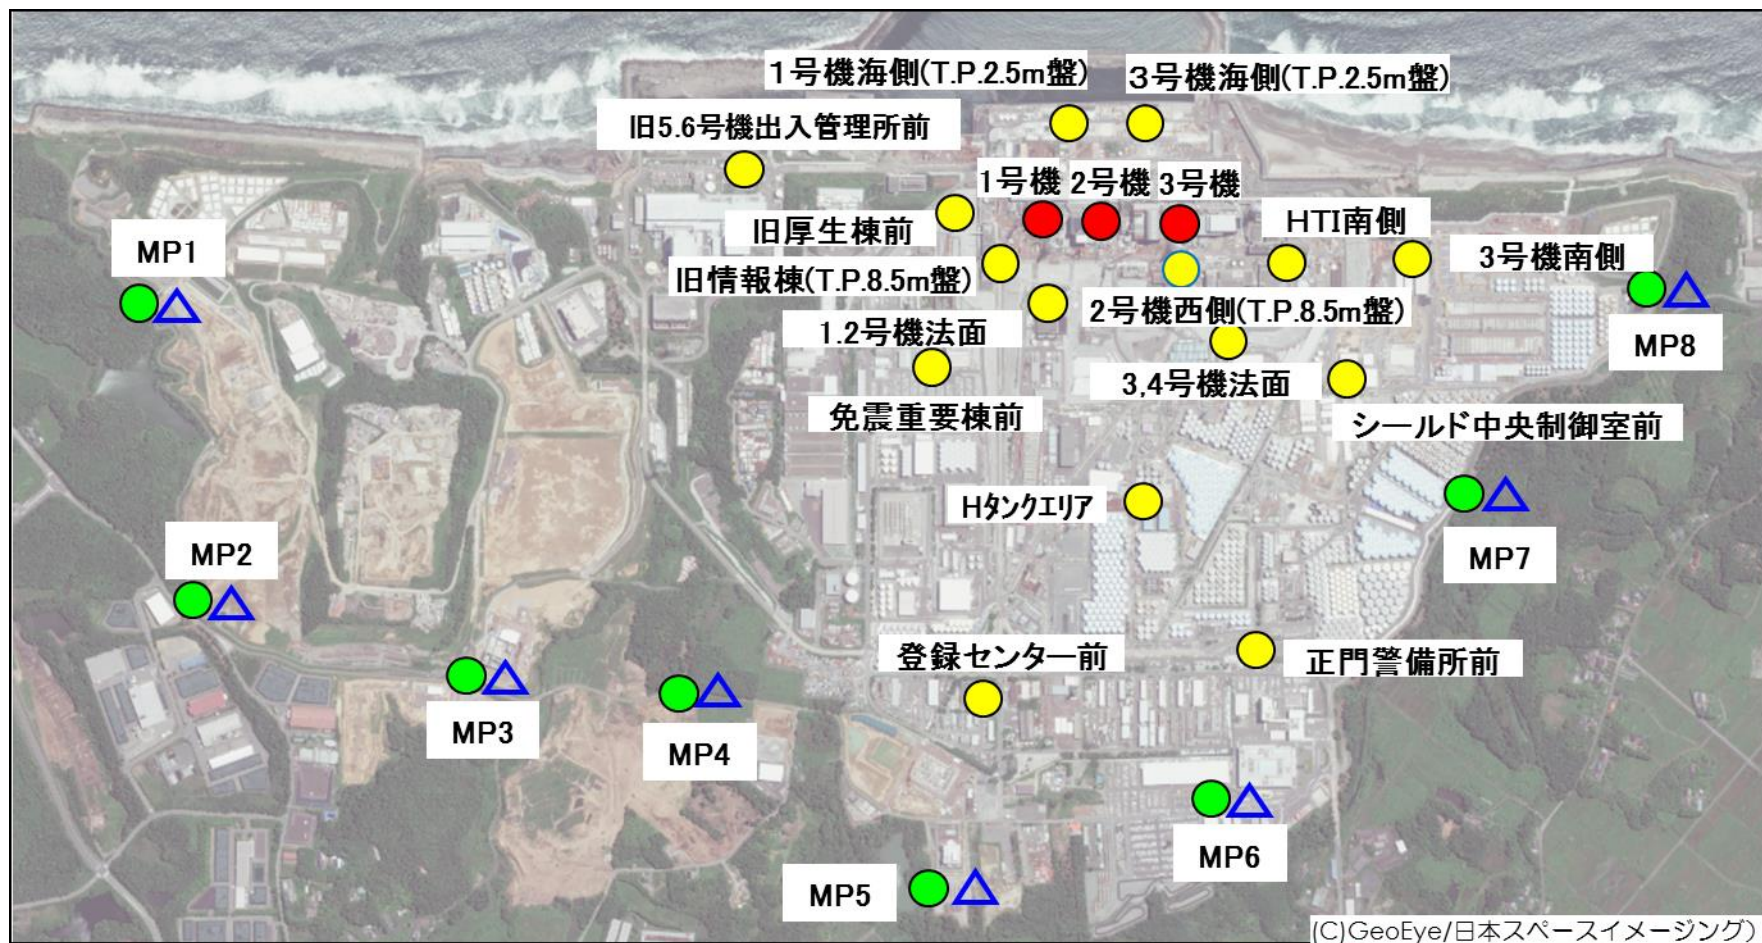 １号機海側(T.P.2.5m盤)
３号機海側(T.P.2.5m盤)
旧5.6号機出入管理所前
1号機
2号機
3号機
旧厚生棟前
HTI南側
MP1
3号機南側
旧情報棟(T.P.8.5m盤)
2号機西側(T.P.8.5m盤)
1.2号機法面
MP8
3,4号機法面
免震重要棟前
シールド中央制御室前
Hタンクエリア
MP2
MP7
登録センター前
正門警備所前
MP3
MP4
MP6
MP5
(C)GeoEye/日本スペースイメージング）